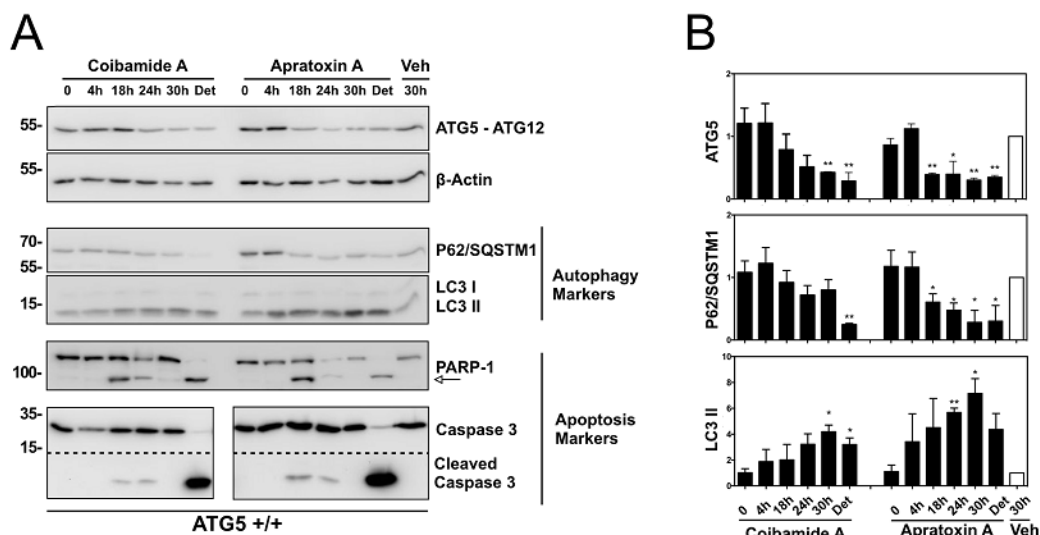 A
Coibamide A Apratoxin A Veh
0 4h 18h 24h 30h Det 0 4h 18h 24h 30h Det 30h
55- ATG5 - ATG12
55- β-Actin
70- P62/SQSTM1
55-
LC3 I
15- LC3 II
Autophagy
Markers
PARP-1
100-
35- Caspase 3
15-
Cleaved
Caspase 3
Apoptosis
Markers
ATG5 +/+
B
ATG5
2
1
0
** ** ** * ** **
P62/SQSTM1
2
1
0
** * * * *
LC3 II
10
8
6
4
2
0
* * ** *
0 4h 18h 24h 30h Det 0 4h 18h 24h 30h Det 30h
Coibamide A Apratoxin A Veh